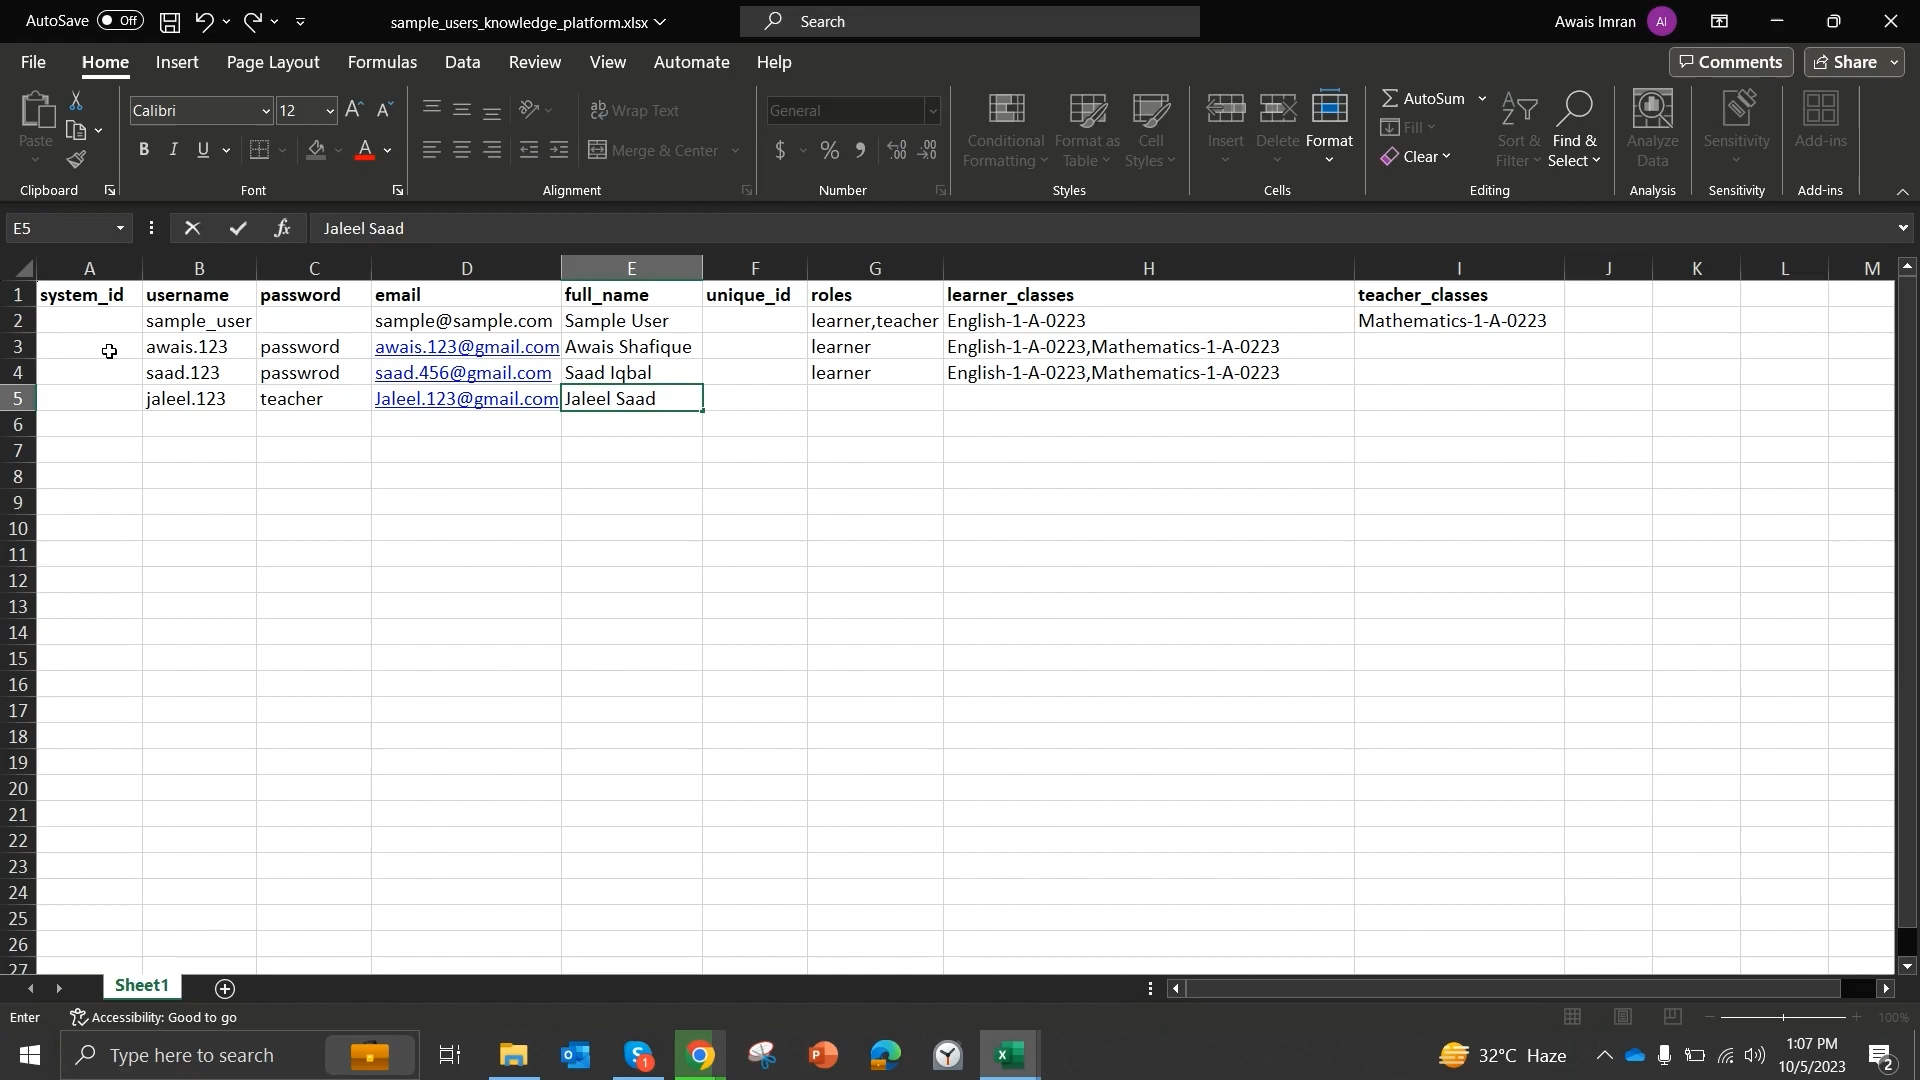 AutoSave Off sample_users_knowledge_platform.xlsx Search Awais Imran AI
File Home Insert Page Layout Formulas Data Review View Automate Help Comments Share
Paste
Clipboard
Calibri 12
B I U A
Font
Wrap Text
Merge & Center
Alignment
General
$ % 9
Number
Conditional Formatting
Format as Table
Cell Styles
Styles
Insert Delete Format
Cells
AutoSum
Fill
Clear
Sort & Filter
Find & Select
Editing
Analyze Data
Analysis
Sensitivity
Sensitivity
Add-ins
Add-ins
E5 fx Jaleel Saad
A B C D E F G H I J K L M
1 system_id username password email full_name unique_id roles learner_classes teacher_classes
2 sample_user sample@sample.com Sample User learner,teacher English-1-A-0223 Mathematics-1-A-0223
3 awais.123 password awais.123@gmail.com Awais Shafique learner English-1-A-0223,Mathematics-1-A-0223
4 saad.123 passwrod saad.456@gmail.com Saad Iqbal learner English-1-A-0223,Mathematics-1-A-0223
5 jaleel.123 teacher Jaleel.123@gmail.com Jaleel Saad
6
7
8
9
10
11
12
13
14
15
16
17
18
19
20
21
22
23
24
25
26
27
Sheet1
Enter Accessibility: Good to go 100%
Type here to search 1 32°C Haze 1:07 PM
10/5/2023 2